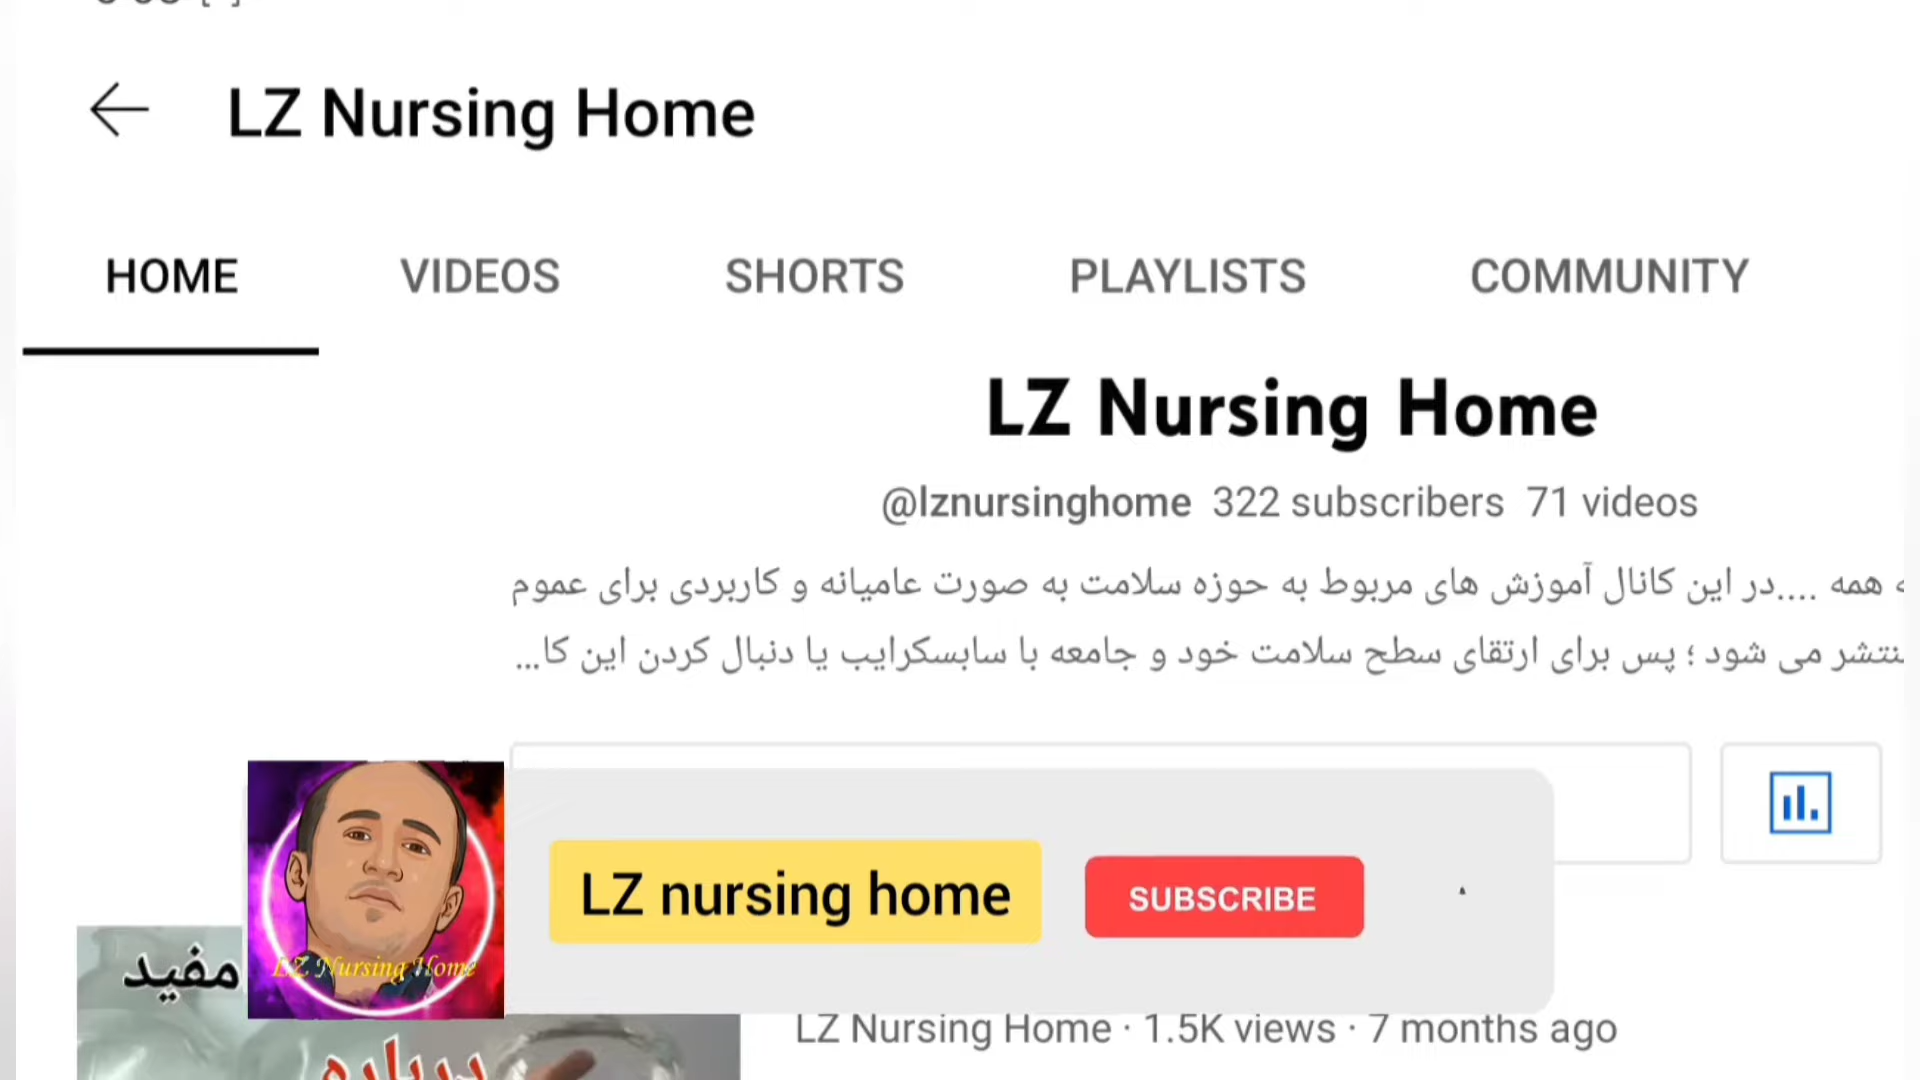 LZ Nursing Home
HOME VIDEOS SHORTS PLAYLISTS COMMUNITY
LZ Nursing Home
@lznursinghome 322 subscribers 71 videos
همه ....در این کانال آموزش های مربوط به حوزه سلامت به صورت عامیانه و کاربردی برای عموم
می شود ؛ پس برای ارتقای سطح سلامت خود و جامعه با سابسکرایب یا دنبال کردن این کا...
LZ nursing home SUBSCRIBE
LZ Nursing Home
مفید
درباره
LZ Nursing Home · 1.5K views · 7 months ago